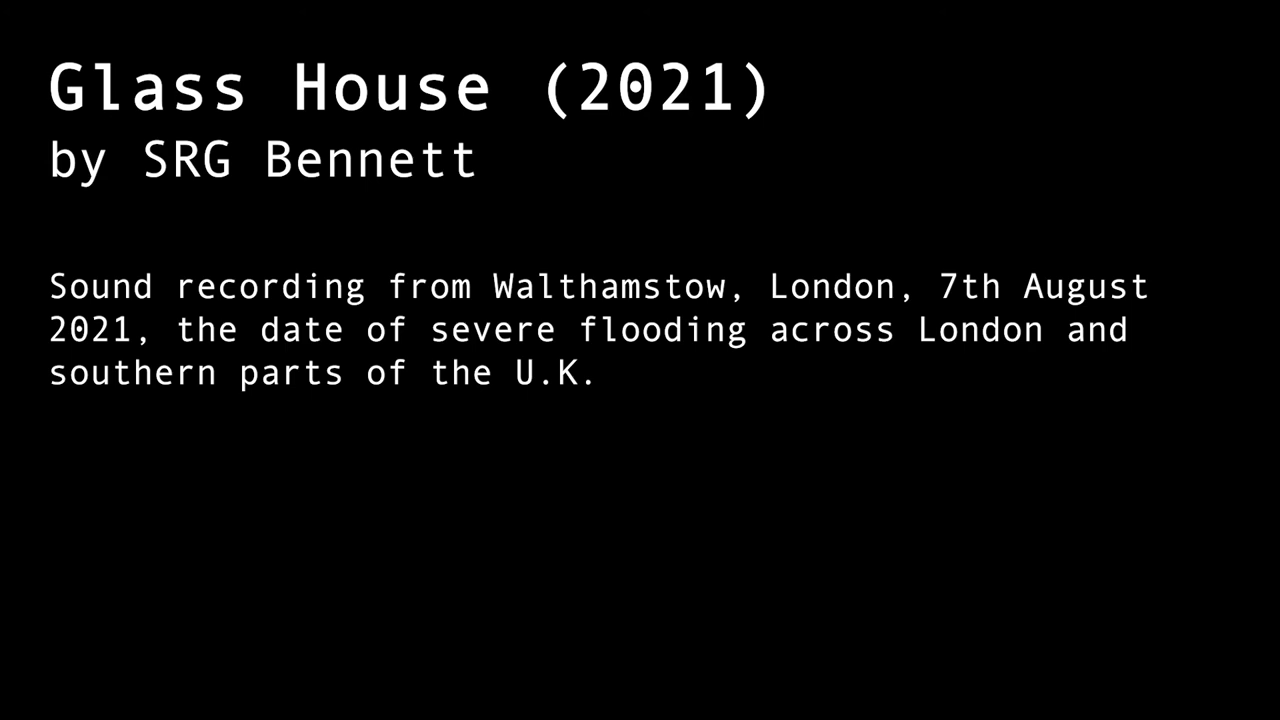 Glass House (2021)
by SRG Bennett
Sound recording from Walthamstow, London, 7th August
2021, the date of severe flooding across London and
southern parts of the U.K.